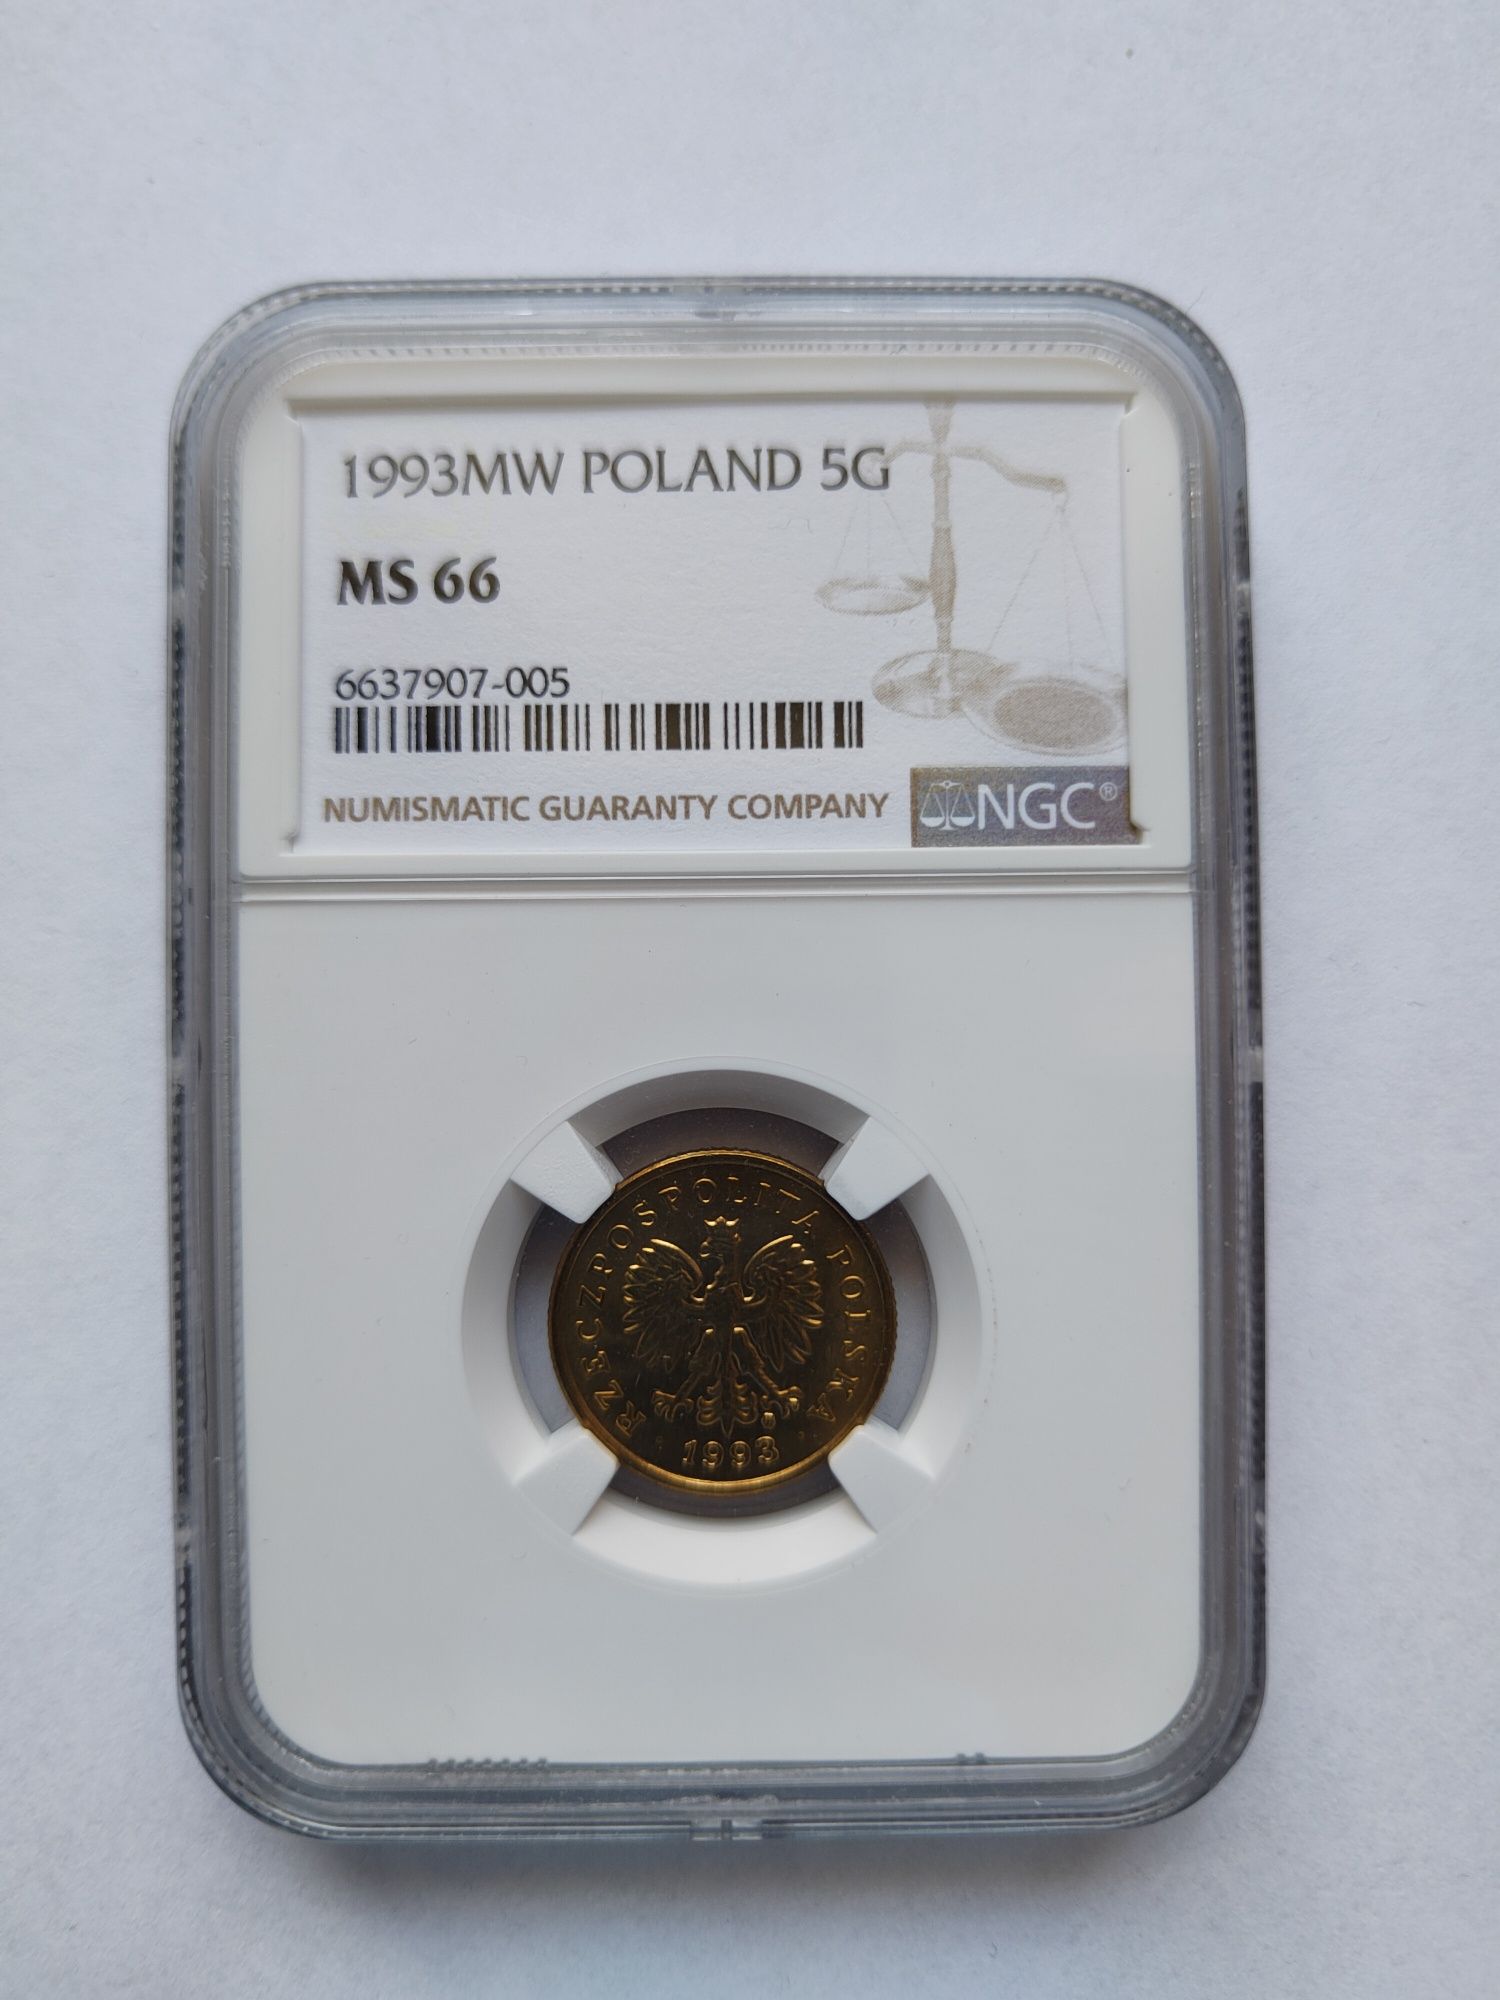 1993MW POLAND 5G
MS 66
6637907-005
NUMISMATIC GUARANTY COMPANY
NGC®
RZECZPOSPOLITA POLSKA
1993